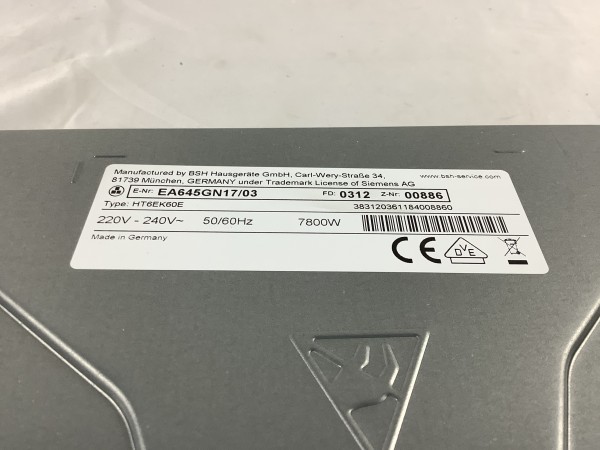 Manufactured by BSH Hausgeräte GmbH, Carl-Wery-Straße 34,
81739 München, GERMANY under Trademark License of Siemens AG
www.bsh-service.com
E-Nr: EA645GN17/03 FD: 0312 Z-Nr: 00886
Type: HT6EK60E 383120361184008860
220V - 240V~ 50/60Hz 7800W
Made in Germany
CE DVE